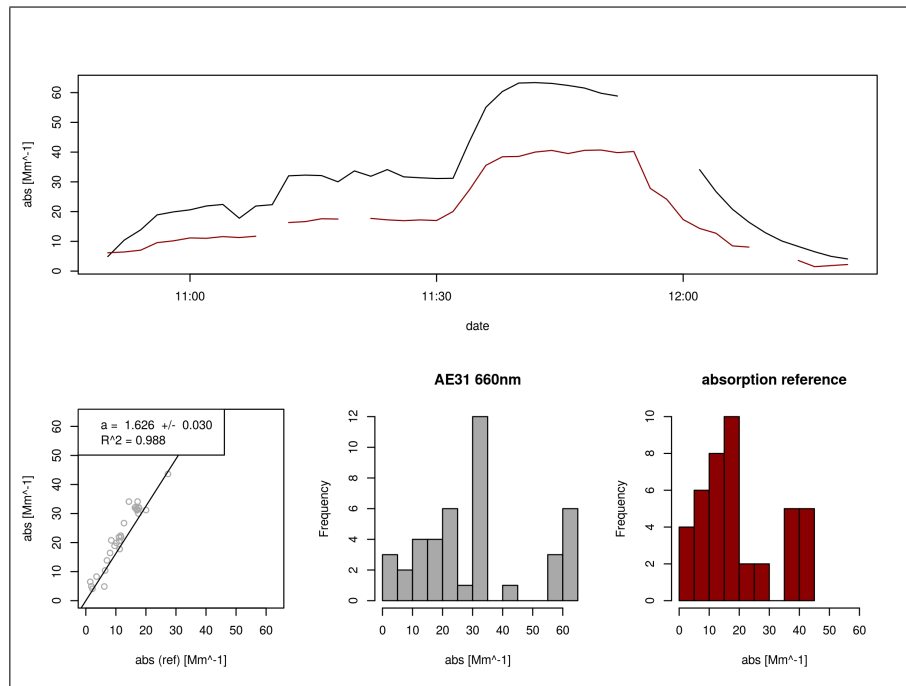 abs [Mm^-1]
0 10 20 30 40 50 60
11:00 11:30 12:00
date
a = 1.626 +/- 0.030
R^2 = 0.988
abs [Mm^-1]
0 10 20 30 40 50 60
0 10 20 30 40 50 60
abs (ref) [Mm^-1]
AE31 660nm
Frequency
0 2 4 6 8 10 12
0 10 20 30 40 50 60
abs [Mm^-1]
absorption reference
Frequency
0 2 4 6 8 10
0 10 20 30 40 50 60
abs [Mm^-1]